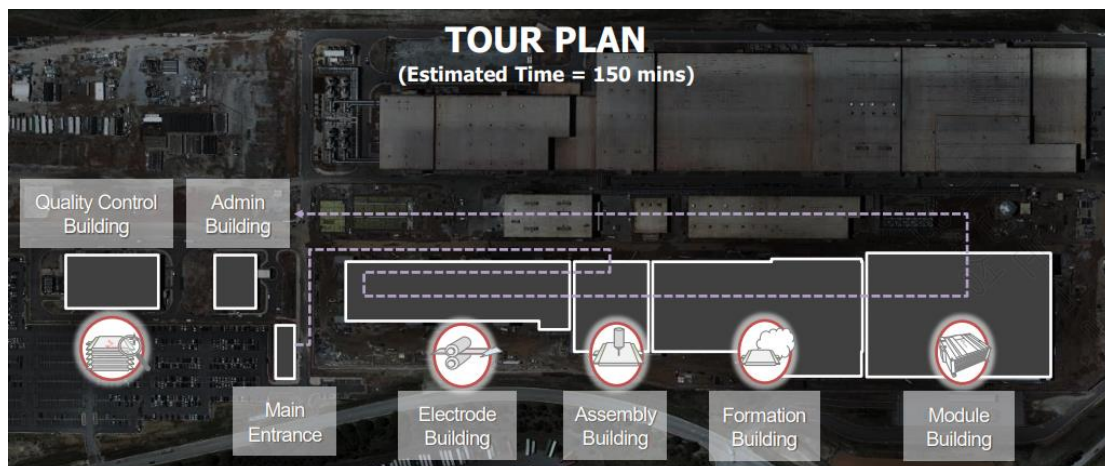 TOUR PLAN
(Estimated Time = 150 mins)
Quality Control
Building
Admin
Building
Main
Entrance
Electrode
Building
Assembly
Building
Formation
Building
Module
Building